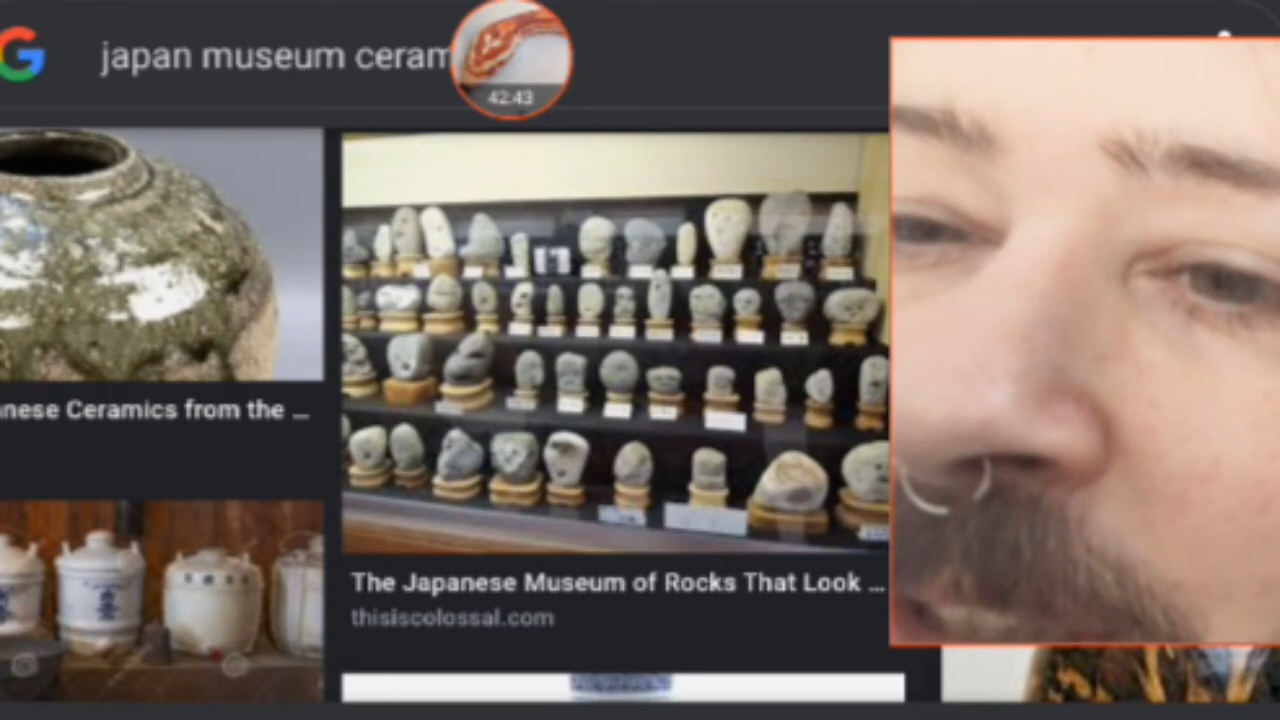 japan museum ceram
42:43
nese Ceramics from the ...
The Japanese Museum of Rocks That Look ...
thisiscolossal.com